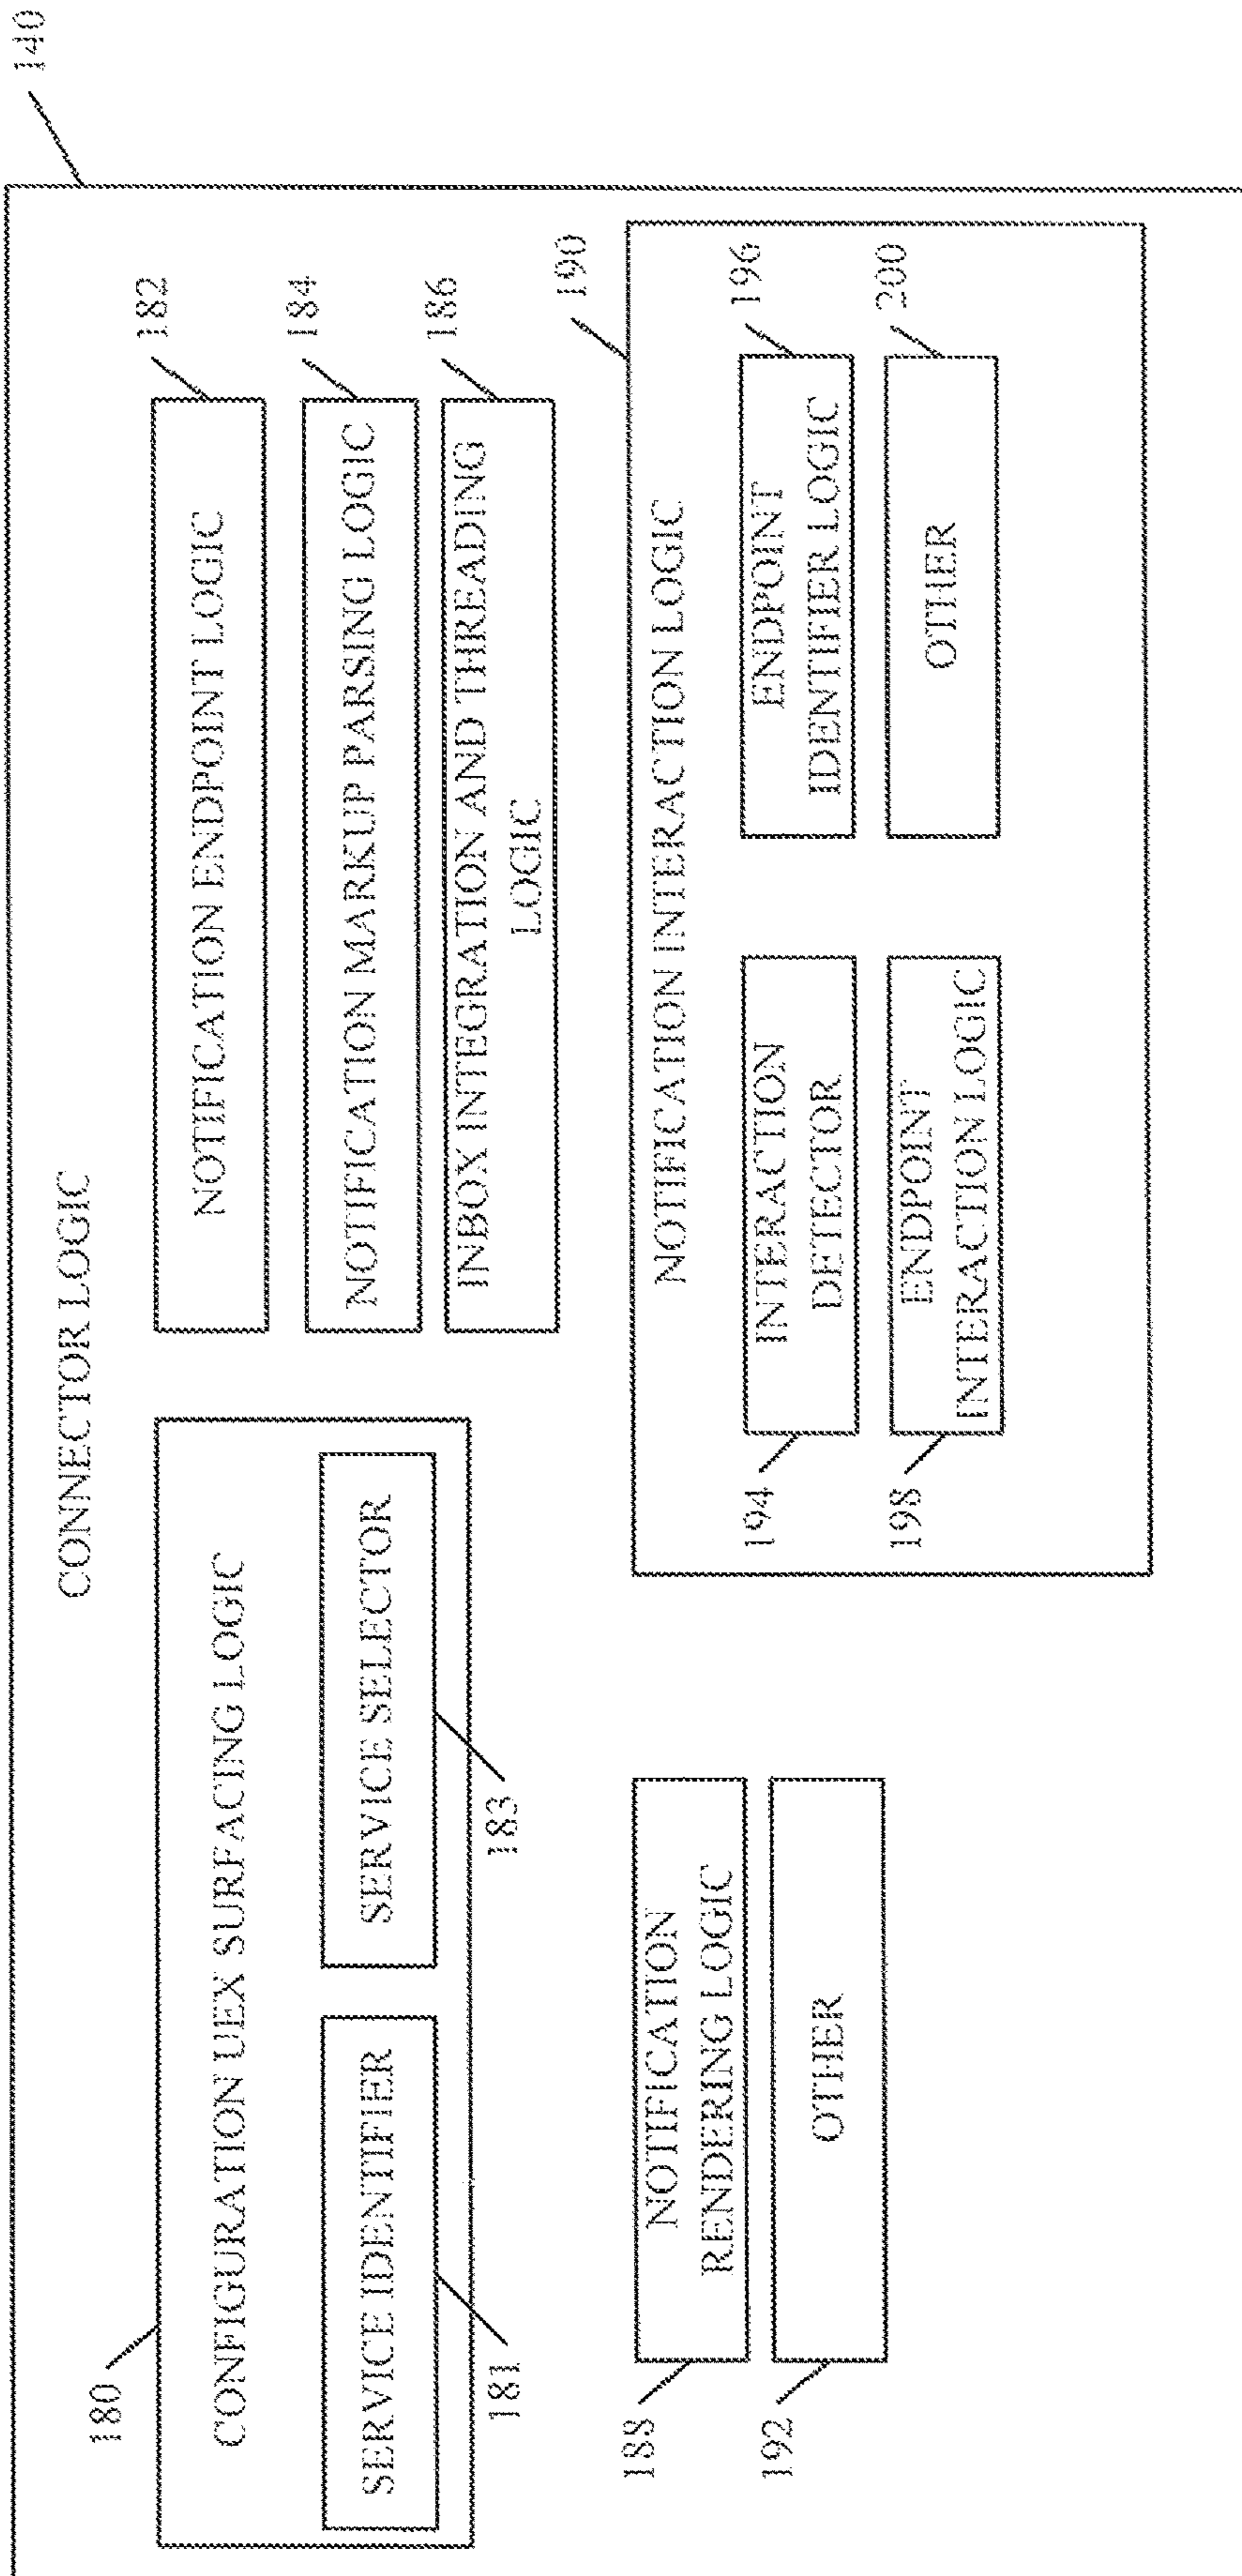 140
CONNECTOR LOGIC
180
CONFIGURATION UEX SURFACING LOGIC
SERVICE IDENTIFIER
SERVICE SELECTOR
181
183
NOTIFICATION ENDPOINT LOGIC
182
NOTIFICATION MARKUP PARSING LOGIC
184
INBOX INTEGRATION AND THREADING
LOGIC
186
188
NOTIFICATION
RENDERING LOGIC
192
OTHER
190
NOTIFICATION INTERACTION LOGIC
194
INTERACTION
DETECTOR
ENDPOINT
IDENTIFIER LOGIC
196
198
ENDPOINT
INTERACTION LOGIC
OTHER
200